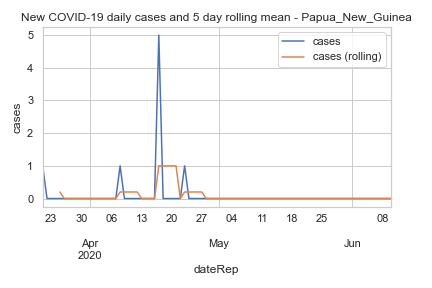 New COVID-19 daily cases and 5 day rolling mean - Papua_New_Guinea
cases
cases (rolling)
5
4
3
2
1
0
cases
23 30 06 13 20 27 04 11 18 25 08
Apr May Jun
2020
dateRep